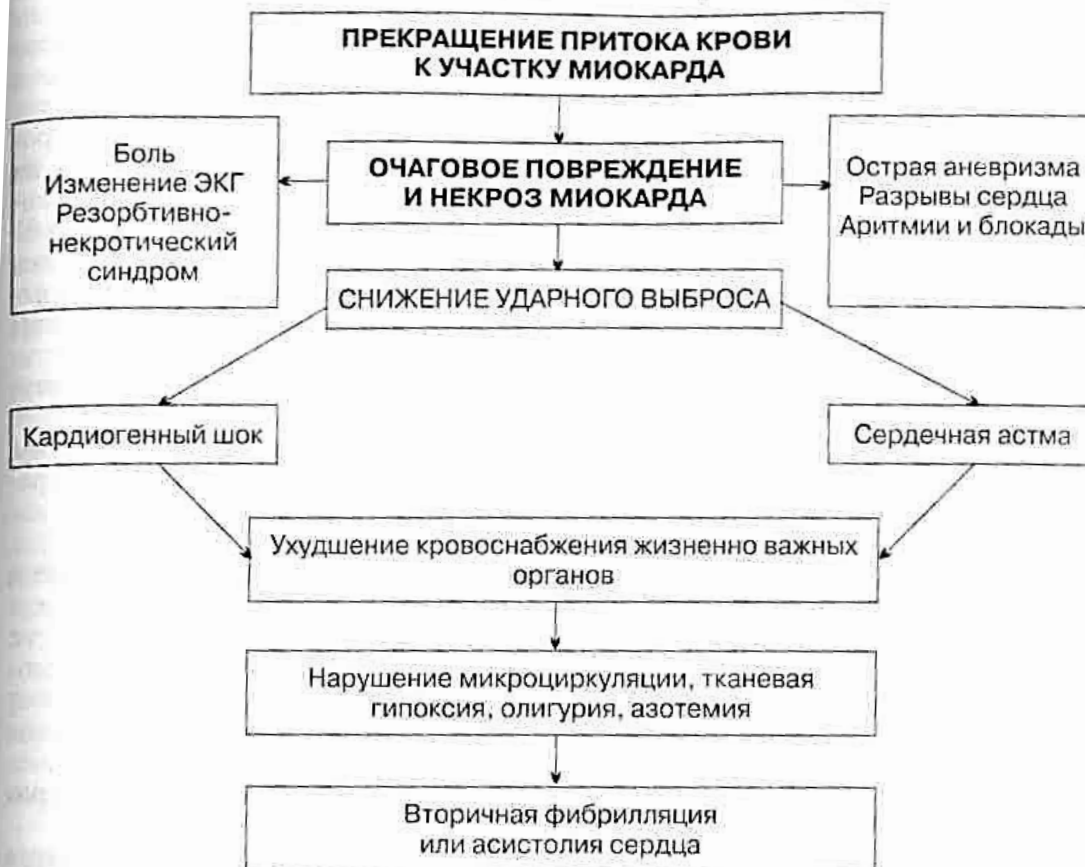 ПРЕКРАЩЕНИЕ ПРИТОКА КРОВИ
К УЧАСТКУ МИОКАРДА
Боль
Изменение ЭКГ
Резорбтивно-
некротический
синдром
ОЧАГОВОЕ ПОВРЕЖДЕНИЕ
И НЕКРОЗ МИОКАРДА
Острая аневризма
Разрывы сердца
Аритмии и блокады
СНИЖЕНИЕ УДАРНОГО ВЫБРОСА
Кардиогенный шок
Сердечная астма
Ухудшение кровоснабжения жизненно важных
органов
Нарушение микроциркуляции, тканевая
гипоксия, олигурия, азотемия
Вторичная фибрилляция
или асистолия сердца